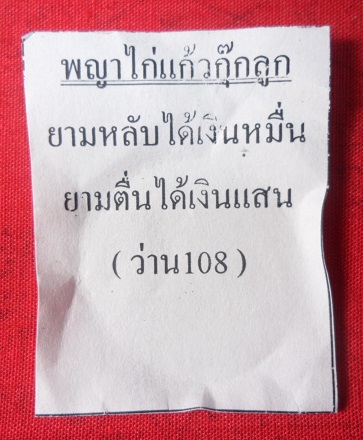 พญาไก่แก้วกุ๊กลูก
ยามหลับได้เงินหมื่น
ยามตื่นได้เงินแสน
(ว่าน108)